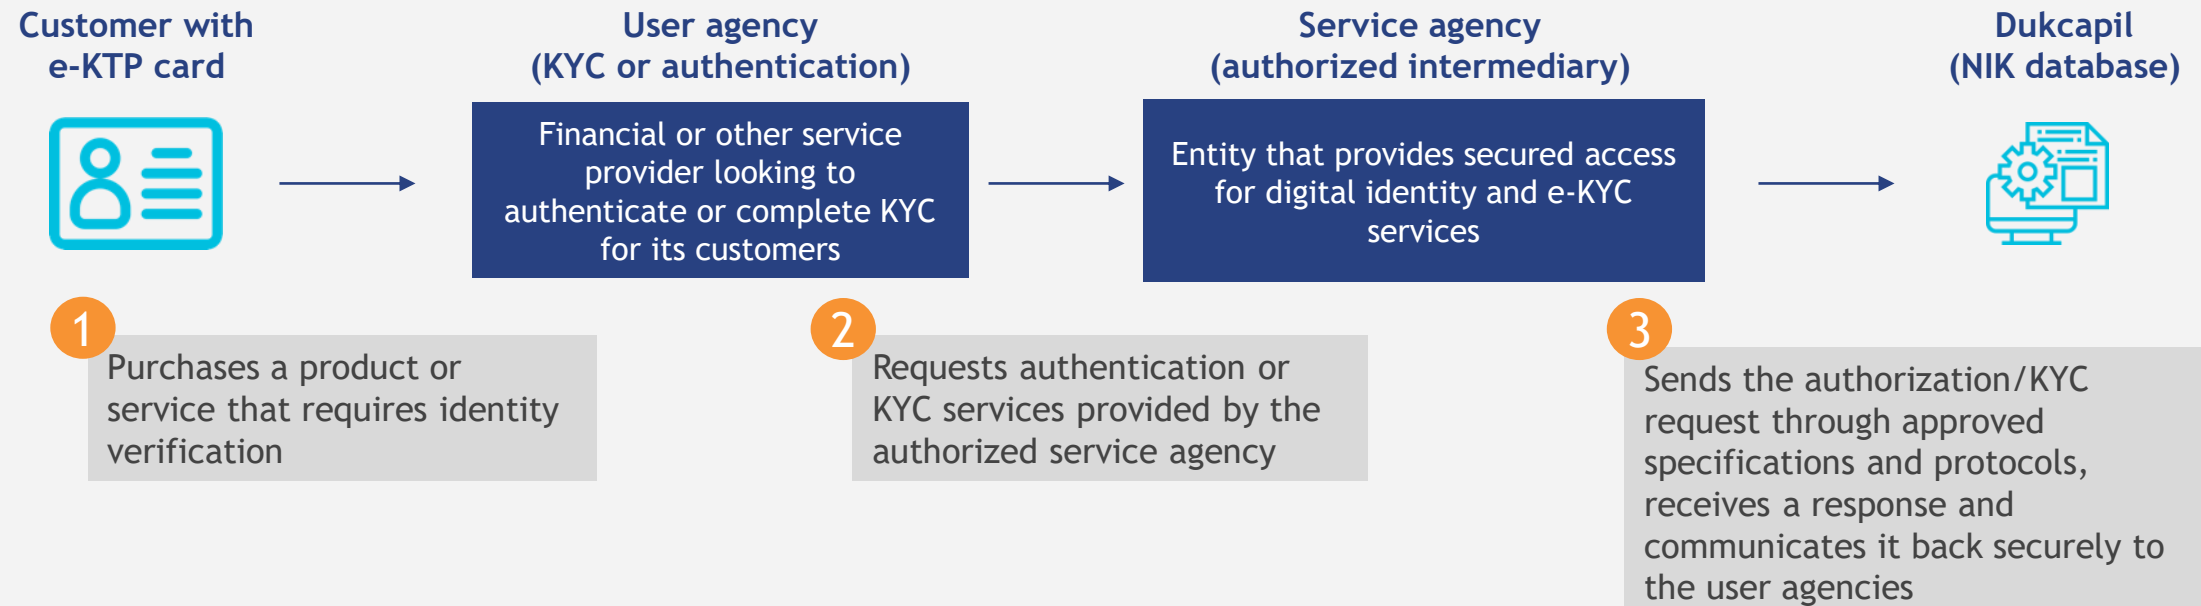 Customer with
e-KTP card
User agency
(KYC or authentication)
Service agency
(authorized intermediary)
Dukcapil
(NIK database)
Financial or other service
provider looking to
authenticate or complete KYC
for its customers
Entity that provides secured access
for digital identity and e-KYC
services
1
Purchases a product or
service that requires identity
verification
2
Requests authentication or
KYC services provided by the
authorized service agency
3
Sends the authorization/KYC
request through approved
specifications and protocols,
receives a response and
communicates it back securely to
the user agencies